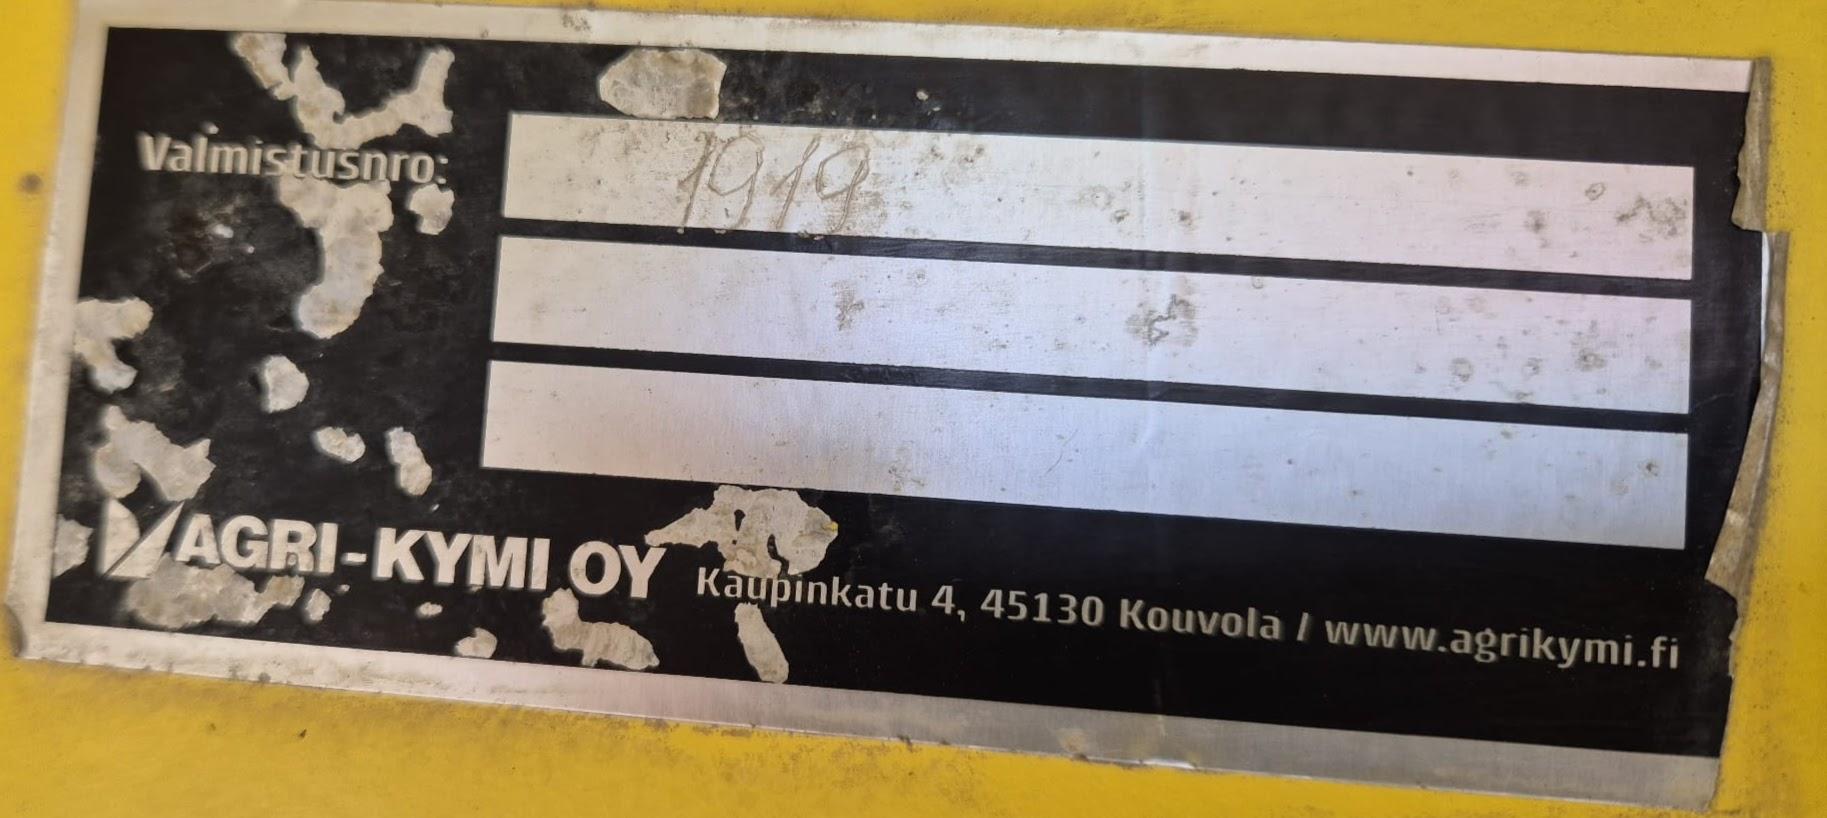 Valmistusnro: 1919
AGRI-KYMI OY Kaupinkatu 4, 45130 Kouvola / www.agrikymi.fi